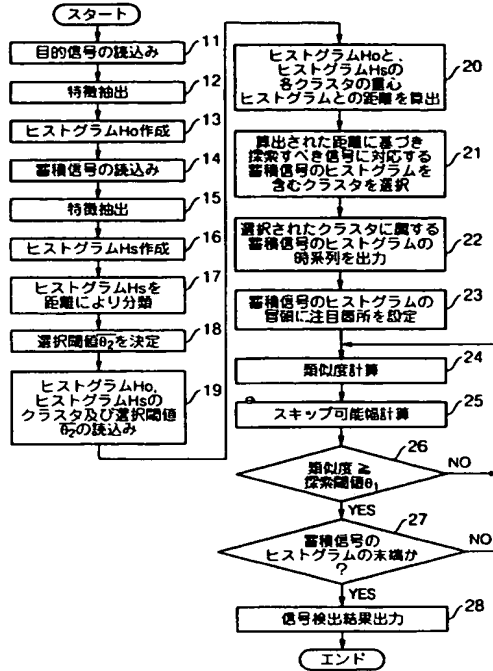 スタート
11
目的信号の読込み
12
特徴抽出
13
ヒストグラムHo作成
14
蓄積信号の読込み
15
特徴抽出
16
ヒストグラムHs作成
17
ヒストグラムHsを
距離により分類
18
選択閾値θ2を決定
19
ヒストグラムHo,
ヒストグラムHsの
クラスタ及び選択閾値
θ2の読込み
20
ヒストグラムHoと、
ヒストグラムHsの
各クラスタの重心
ヒストグラムとの距離を算出
21
算出された距離に基づき
探索すべき信号に対応する
蓄積信号のヒストグラムを
含むクラスタを選択
22
選択されたクラスタに属する
蓄積信号のヒストグラムの
時系列を出力
23
蓄積信号のヒストグラムの
冒頭に注目箇所を設定
24
類似度計算
25
スキップ可能幅計算
26
類似度 ≧
探索閾値θ1
NO
YES
27
蓄積信号の
ヒストグラムの末端か
?
NO
YES
28
信号検出結果出力
エンド